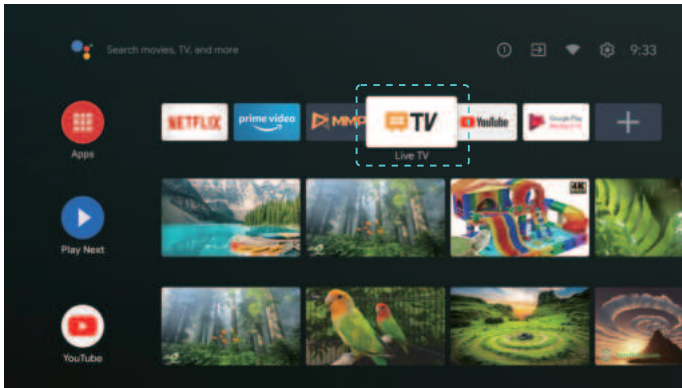 Search movies, TV, and more
9:33
NETFLIX
prime video
MMP
TV
YouTube
Google Play
Apps
Live TV
4K
Play Next
YouTube